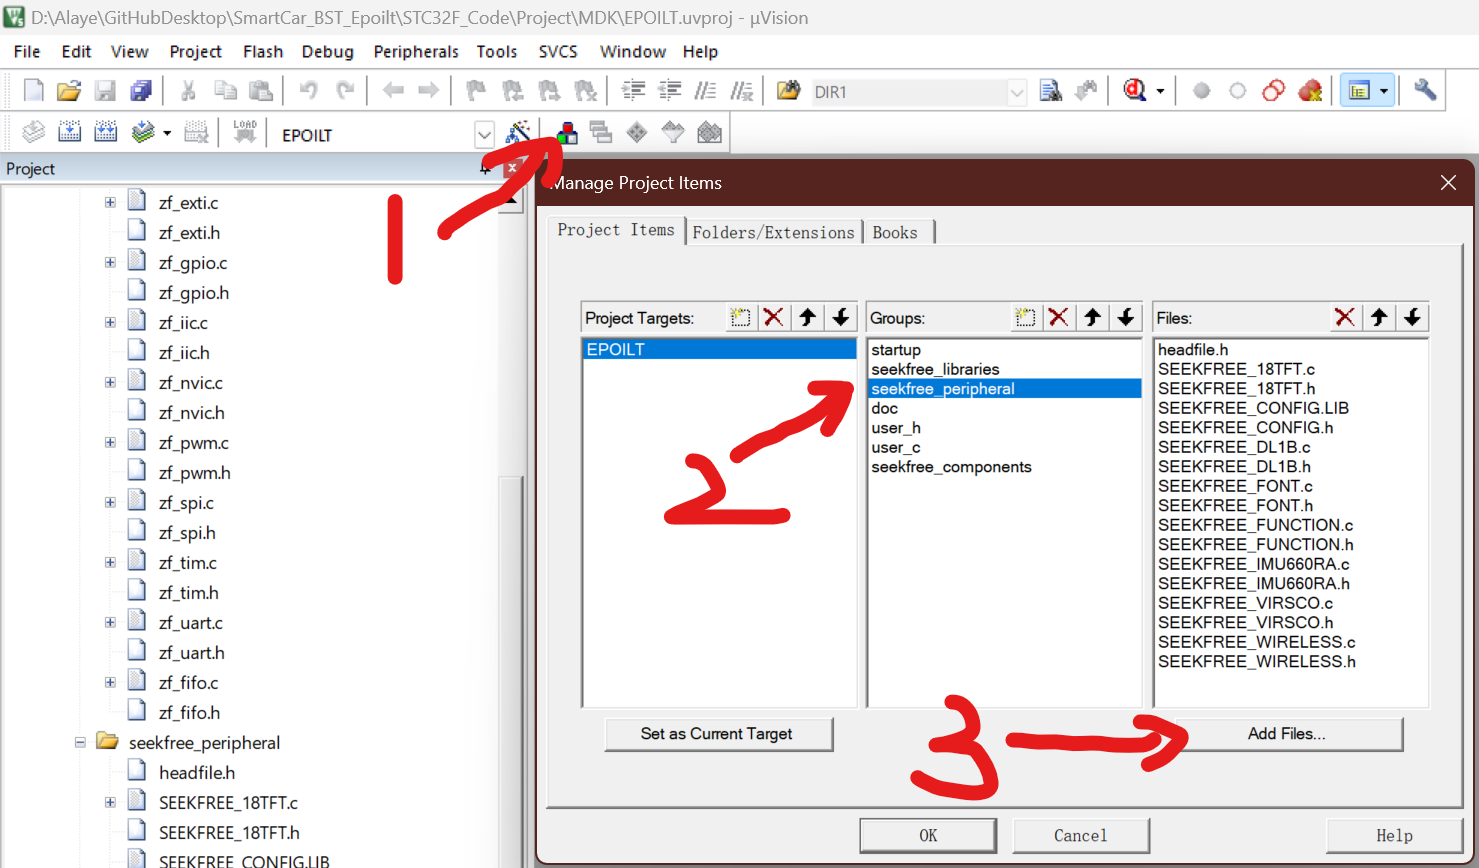 D:\Alaye\GitHubDesktop\SmartCar_BST_Epoilt\STC32F_Code\Project\MDK\EPOILT.uvproj - µVision
File Edit View Project Flash Debug Peripherals Tools SVCS Window Help
DIR1
LOAD
EPOILT
Project
zf_exti.c
zf_exti.h
zf_gpio.c
zf_gpio.h
zf_iic.c
zf_iic.h
zf_nvic.c
zf_nvic.h
zf_pwm.c
zf_pwm.h
zf_spi.c
zf_spi.h
zf_tim.c
zf_tim.h
zf_uart.c
zf_uart.h
zf_fifo.c
zf_fifo.h
seekfree_peripheral
headfile.h
SEEKFREE_18TFT.c
SEEKFREE_18TFT.h
SEEKFREE_CONFIG.LIB
1
Manage Project Items
Project Items Folders/Extensions Books
Project Targets:
EPOILT
2
Set as Current Target
Groups:
startup
seekfree_libraries
seekfree_peripheral
doc
user_h
user_c
seekfree_components
Files:
headfile.h
SEEKFREE_18TFT.c
SEEKFREE_18TFT.h
SEEKFREE_CONFIG.LIB
SEEKFREE_CONFIG.h
SEEKFREE_DL1B.c
SEEKFREE_DL1B.h
SEEKFREE_FONT.c
SEEKFREE_FONT.h
SEEKFREE_FUNCTION.c
SEEKFREE_FUNCTION.h
SEEKFREE_IMU660RA.c
SEEKFREE_IMU660RA.h
SEEKFREE_VIRSCO.c
SEEKFREE_VIRSCO.h
SEEKFREE_WIRELESS.c
SEEKFREE_WIRELESS.h
3
Add Files...
OK Cancel Help